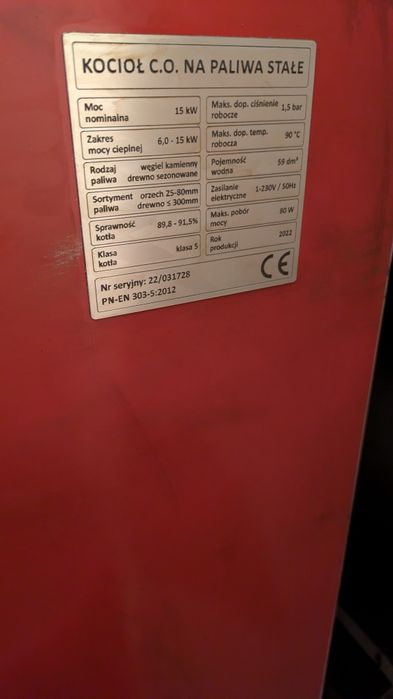 KOCIOŁ C.O. NA PALIWA STAŁE
Moc nominalna 15 kW
Zakres mocy cieplnej 6,0 - 15 kW
Rodzaj paliwa węgiel kamienny drewno sezonowane
Sortyment paliwa orzech 25-80mm drewno ≤ 300mm
Sprawność kotła 89,8 - 91,5%
Klasa kotła klasa 5
Maks. dop. ciśnienie robocze 1,5 bar
Maks. dop. temp. robocza 90 °C
Pojemność wodna 59 dm³
Zasilanie elektryczne 1~230V / 50Hz
Maks. pobór mocy 80 W
Rok produkcji 2022
Nr seryjny: 22/031728
PN-EN 303-5:2012
CE